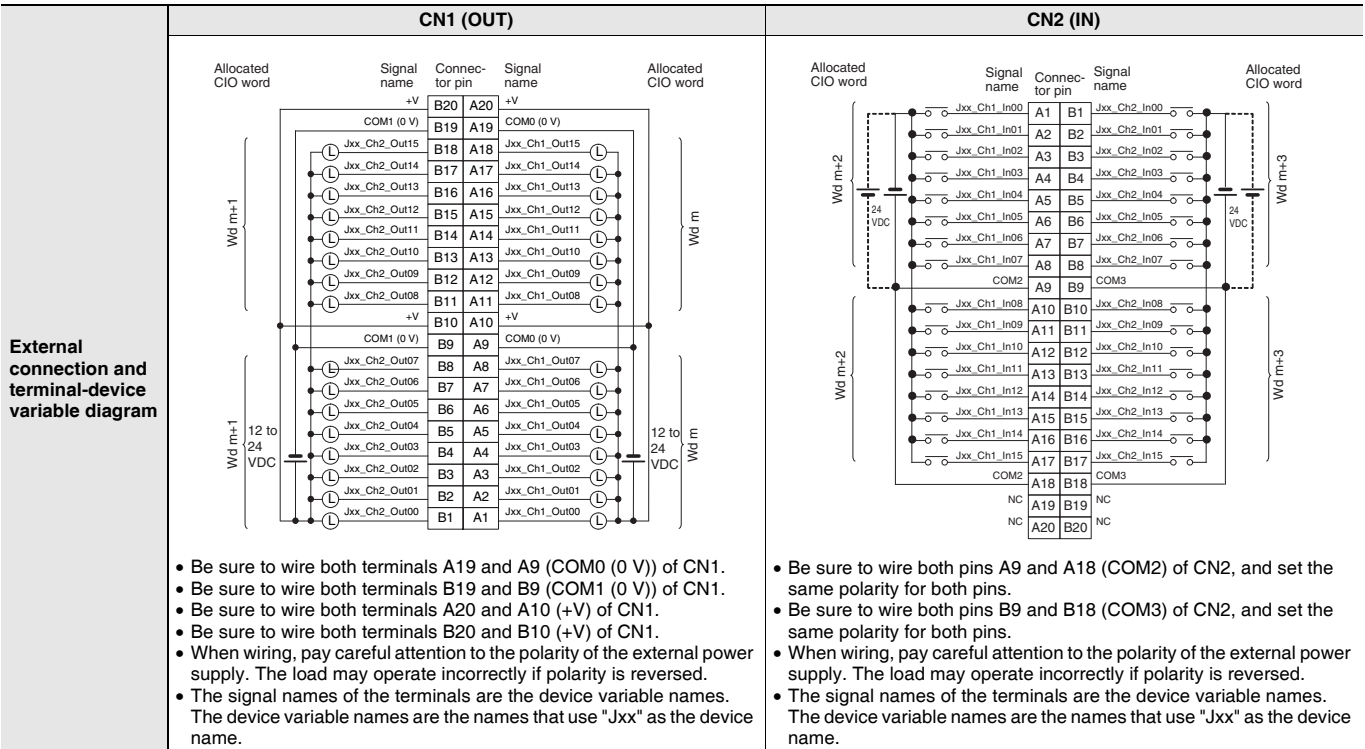 CN1 (OUT)
CN2 (IN)
External
connection and
terminal-device
variable diagram
Allocated
CIO word
Signal
name
Connec-
tor pin
Signal
name
Allocated
CIO word
+V B20 A20 +V
COM1 (0 V) B19 A19 COM0 (0 V)
Jxx_Ch2_Out15 B18 A18 Jxx_Ch1_Out15
Jxx_Ch2_Out14 B17 A17 Jxx_Ch1_Out14
Jxx_Ch2_Out13 B16 A16 Jxx_Ch1_Out13
Jxx_Ch2_Out12 B15 A15 Jxx_Ch1_Out12
Jxx_Ch2_Out11 B14 A14 Jxx_Ch1_Out11
Jxx_Ch2_Out10 B13 A13 Jxx_Ch1_Out10
Jxx_Ch2_Out09 B12 A12 Jxx_Ch1_Out09
Jxx_Ch2_Out08 B11 A11 Jxx_Ch1_Out08
Wd m+1
Wd m
+V B10 A10 +V
COM1 (0 V) B9 A9 COM0 (0 V)
Jxx_Ch2_Out07 B8 A8 Jxx_Ch1_Out07
Jxx_Ch2_Out06 B7 A7 Jxx_Ch1_Out06
Jxx_Ch2_Out05 B6 A6 Jxx_Ch1_Out05
Jxx_Ch2_Out04 B5 A5 Jxx_Ch1_Out04
Jxx_Ch2_Out03 B4 A4 Jxx_Ch1_Out03
Jxx_Ch2_Out02 B3 A3 Jxx_Ch1_Out02
Jxx_Ch2_Out01 B2 A2 Jxx_Ch1_Out01
Jxx_Ch2_Out00 B1 A1 Jxx_Ch1_Out00
Wd m+1
12 to
24
VDC
12 to
24
VDC
Wd m
• Be sure to wire both terminals A19 and A9 (COM0 (0 V)) of CN1.
• Be sure to wire both terminals B19 and B9 (COM1 (0 V)) of CN1.
• Be sure to wire both terminals A20 and A10 (+V) of CN1.
• Be sure to wire both terminals B20 and B10 (+V) of CN1.
• When wiring, pay careful attention to the polarity of the external power
supply. The load may operate incorrectly if polarity is reversed.
• The signal names of the terminals are the device variable names.
The device variable names are the names that use "Jxx" as the device
name.
Allocated
CIO word
Signal
name
Connec-
tor pin
Signal
name
Allocated
CIO word
Jxx_Ch1_In00 A1 B1 Jxx_Ch2_In00
Jxx_Ch1_In01 A2 B2 Jxx_Ch2_In01
Jxx_Ch1_In02 A3 B3 Jxx_Ch2_In02
Jxx_Ch1_In03 A4 B4 Jxx_Ch2_In03
Jxx_Ch1_In04 A5 B5 Jxx_Ch2_In04
Jxx_Ch1_In05 A6 B6 Jxx_Ch2_In05
Jxx_Ch1_In06 A7 B7 Jxx_Ch2_In06
Jxx_Ch1_In07 A8 B8 Jxx_Ch2_In07
COM2 A9 B9 COM3
Wd m+2
24
VDC
24
VDC
Wd m+3
Jxx_Ch1_In08 A10 B10 Jxx_Ch2_In08
Jxx_Ch1_In09 A11 B11 Jxx_Ch2_In09
Jxx_Ch1_In10 A12 B12 Jxx_Ch2_In10
Jxx_Ch1_In11 A13 B13 Jxx_Ch2_In11
Jxx_Ch1_In12 A14 B14 Jxx_Ch2_In12
Jxx_Ch1_In13 A15 B15 Jxx_Ch2_In13
Jxx_Ch1_In14 A16 B16 Jxx_Ch2_In14
Jxx_Ch1_In15 A17 B17 Jxx_Ch2_In15
COM2 A18 B18 COM3
NC A19 B19 NC
NC A20 B20 NC
Wd m+2
Wd m+3
• Be sure to wire both pins A9 and A18 (COM2) of CN2, and set the
same polarity for both pins.
• Be sure to wire both pins B9 and B18 (COM3) of CN2, and set the
same polarity for both pins.
• When wiring, pay careful attention to the polarity of the external power
supply. The load may operate incorrectly if polarity is reversed.
• The signal names of the terminals are the device variable names.
The device variable names are the names that use "Jxx" as the device
name.